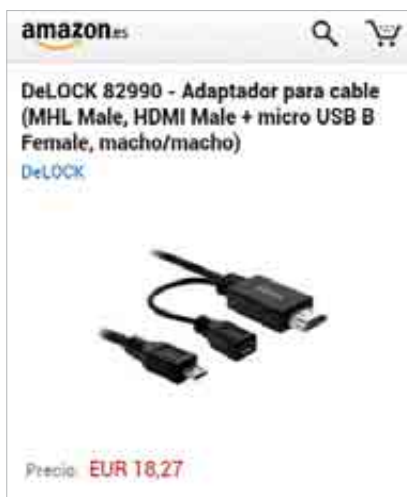 amazon.es
DeLOCK 82990 - Adaptador para cable
(MHL Male, HDMI Male + micro USB B
Female, macho/macho)
DeLOCK
Precio: EUR 18,27